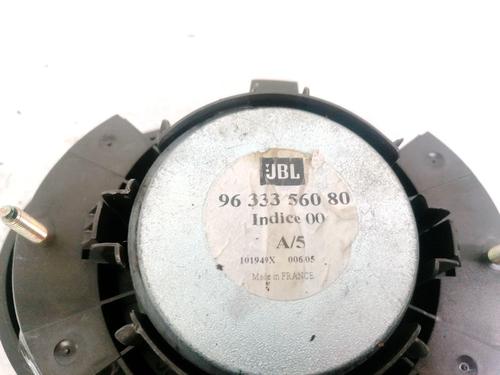 JBL
96 333 560 80
Indice 00
A/5
101949X 006.05
Made in FRANCE